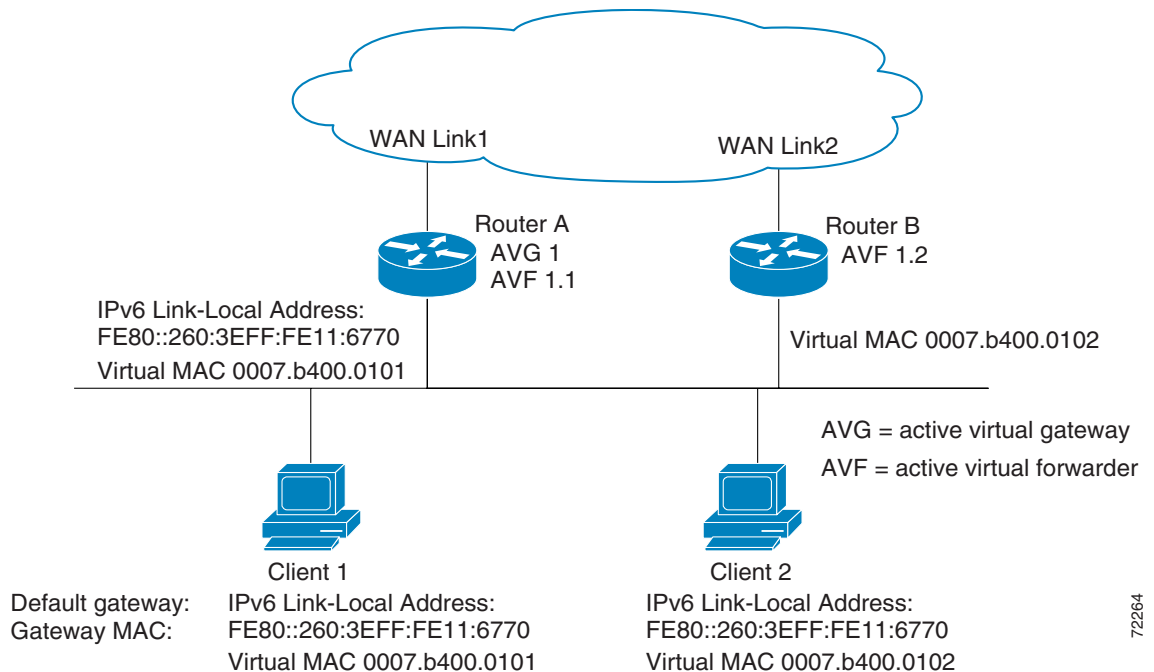 WAN Link1
WAN Link2
Router A
AVG 1
AVF 1.1
Router B
AVF 1.2
IPv6 Link-Local Address:
FE80::260:3EFF:FE11:6770
Virtual MAC 0007.b400.0101
Virtual MAC 0007.b400.0102
AVG = active virtual gateway
AVF = active virtual forwarder
Client 1
Client 2
Default gateway:
Gateway MAC:
IPv6 Link-Local Address:
FE80::260:3EFF:FE11:6770
Virtual MAC 0007.b400.0101
IPv6 Link-Local Address:
FE80::260:3EFF:FE11:6770
Virtual MAC 0007.b400.0102
72264